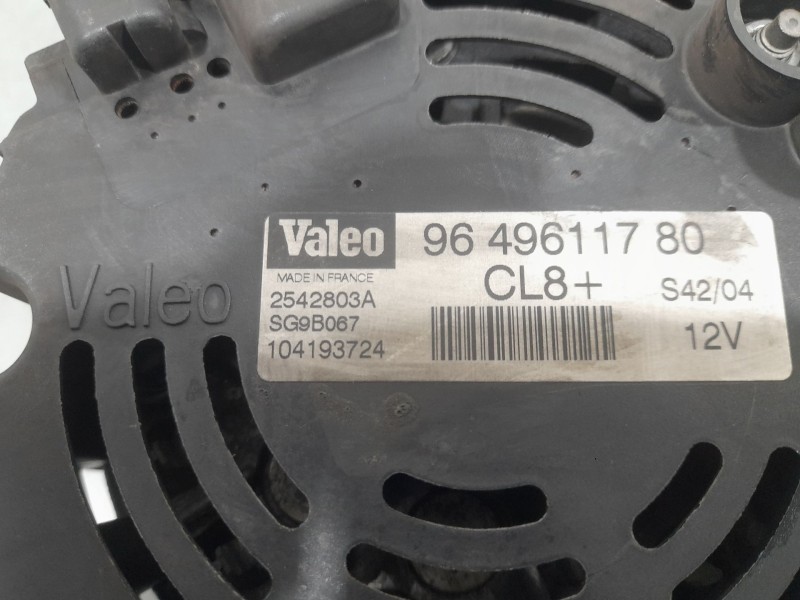 Valeo 96 496117 80
MADE IN FRANCE CL8+ S42/04
2542803A
SG9B067 12V
104193724
Valeo